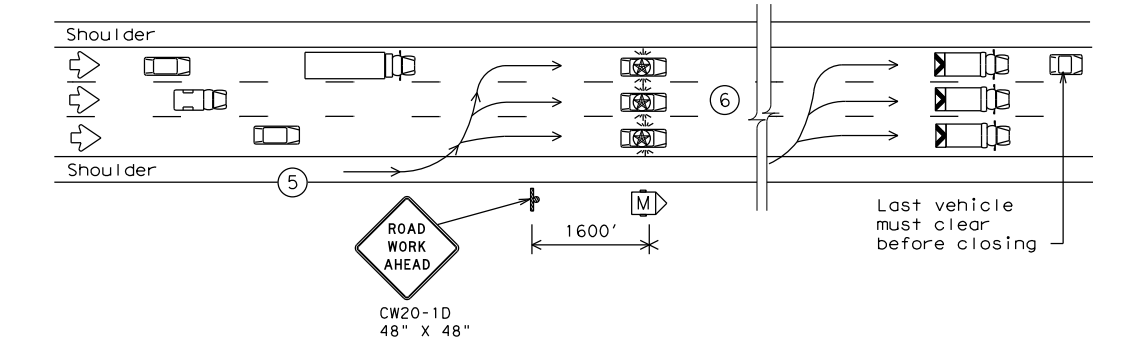 Shoulder
6
Shoulder
5
M
1600'
ROAD
WORK
AHEAD
CW20-1D
48" X 48"
Last vehicle
must clear
before closing